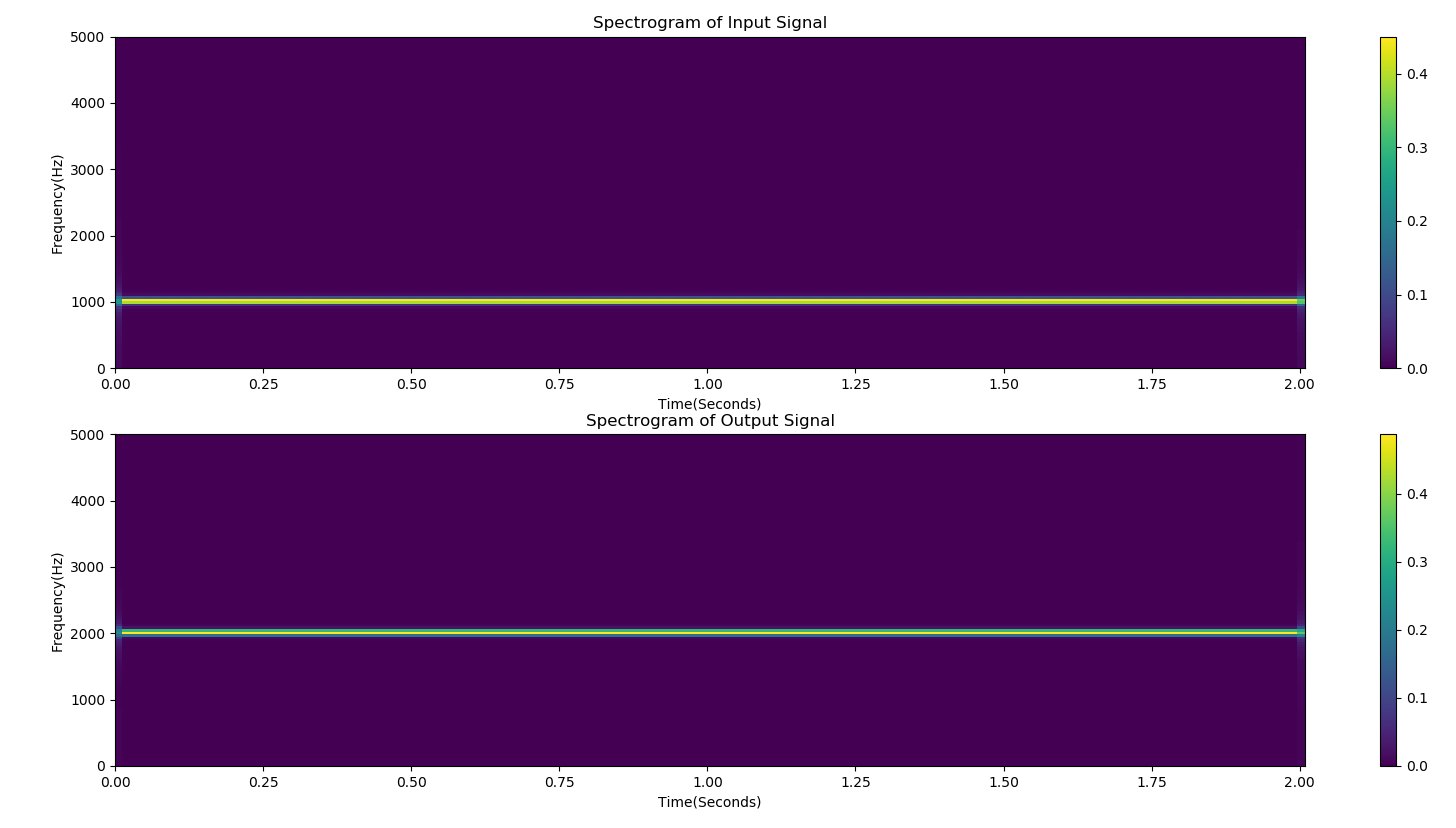 Spectrogram of Input Signal
5000
4000
3000
2000
1000
0
Frequency(Hz)
0.00 0.25 0.50 0.75 1.00 1.25 1.50 1.75 2.00
Time(Seconds)
0.4
0.3
0.2
0.1
0.0
Spectrogram of Output Signal
5000
4000
3000
2000
1000
0
Frequency(Hz)
0.00 0.25 0.50 0.75 1.00 1.25 1.50 1.75 2.00
Time(Seconds)
0.4
0.3
0.2
0.1
0.0